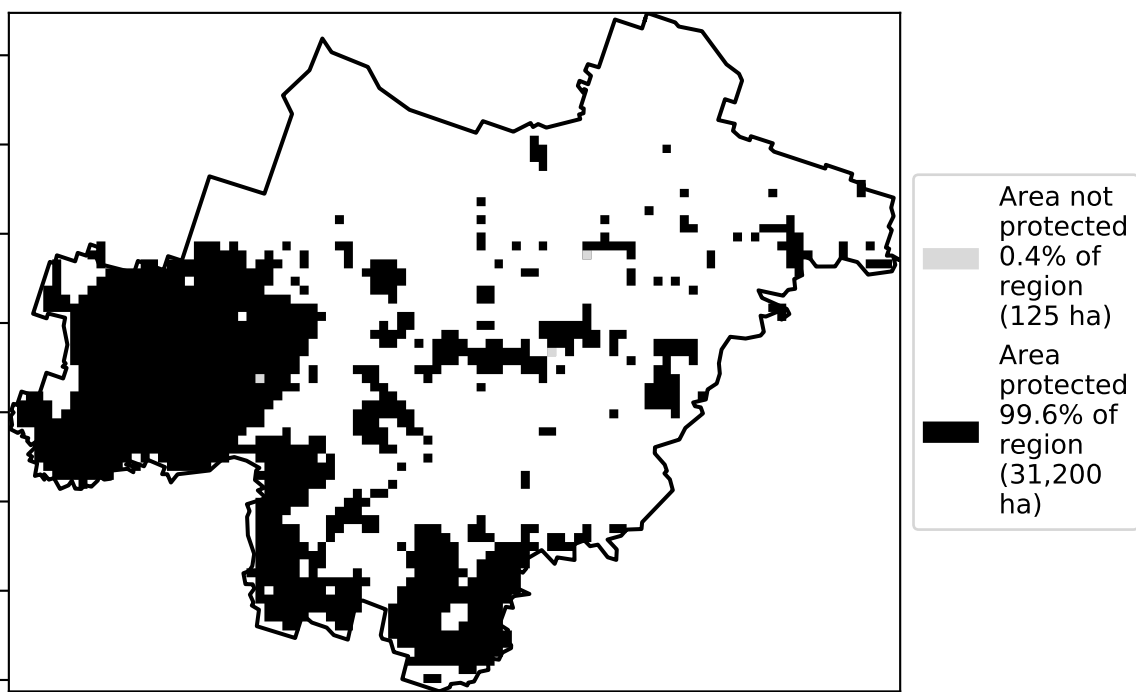 Area not
protected
0.4% of
region
(125 ha)
Area
protected
99.6% of
region
(31,200
ha)